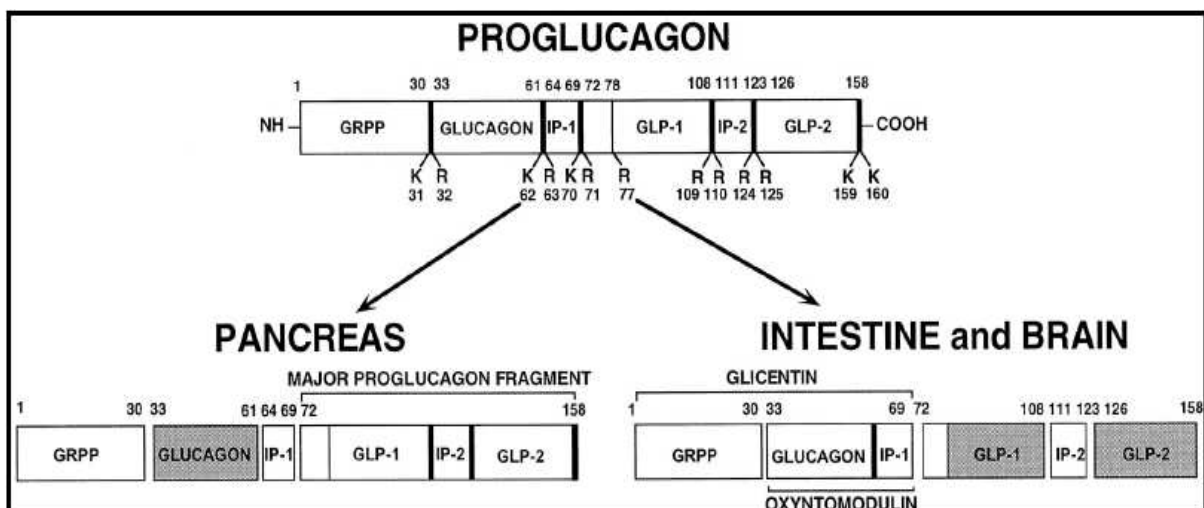 PROGLUCAGON
1 30 33 61 64 69 72 78 108 111 123 126 158
NH GRPP GLUCAGON IP-1 GLP-1 IP-2 GLP-2 COOH
K R K R K R R R R R R K K
31 32 62 63 70 71 77 109 110 124 125 159 160
PANCREAS
INTESTINE and BRAIN
MAJOR PROGLUCAGON FRAGMENT
1 30 33 61 64 69 72 158
GRPP GLUCAGON IP-1 GLP-1 IP-2 GLP-2
GLICENTIN
1 30 33 69 72 108 111 123 126 158
GRPP GLUCAGON IP-1 GLP-1 IP-2 GLP-2
OXYNTOMODULIN